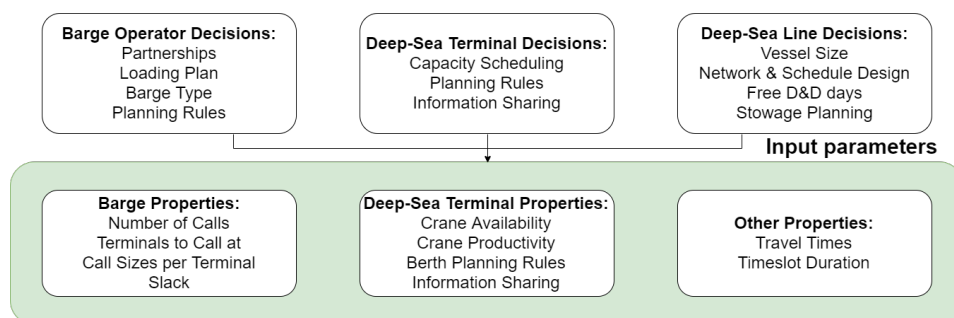 Barge Operator Decisions:
Partnerships
Loading Plan
Barge Type
Planning Rules
Deep-Sea Terminal Decisions:
Capacity Scheduling
Planning Rules
Information Sharing
Deep-Sea Line Decisions:
Vessel Size
Network & Schedule Design
Free D&D days
Stowage Planning
Input parameters
Barge Properties:
Number of Calls
Terminals to Call at
Call Sizes per Terminal
Slack
Deep-Sea Terminal Properties:
Crane Availability
Crane Productivity
Berth Planning Rules
Information Sharing
Other Properties:
Travel Times
Timeslot Duration